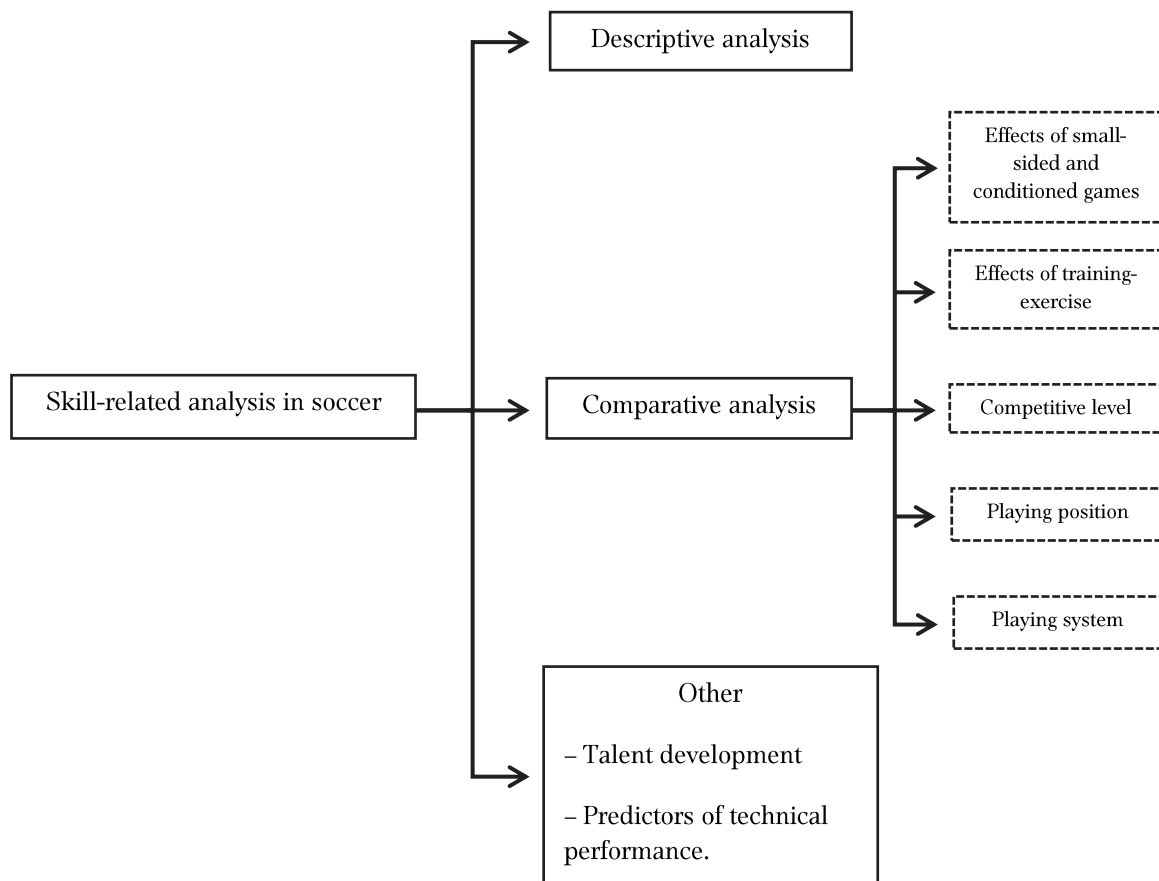 Descriptive analysis
Effects of small-
sided and
conditioned games
Effects of training-
exercise
Skill-related analysis in soccer
Comparative analysis
Competitive level
Playing position
Playing system
Other
– Talent development
– Predictors of technical
performance.